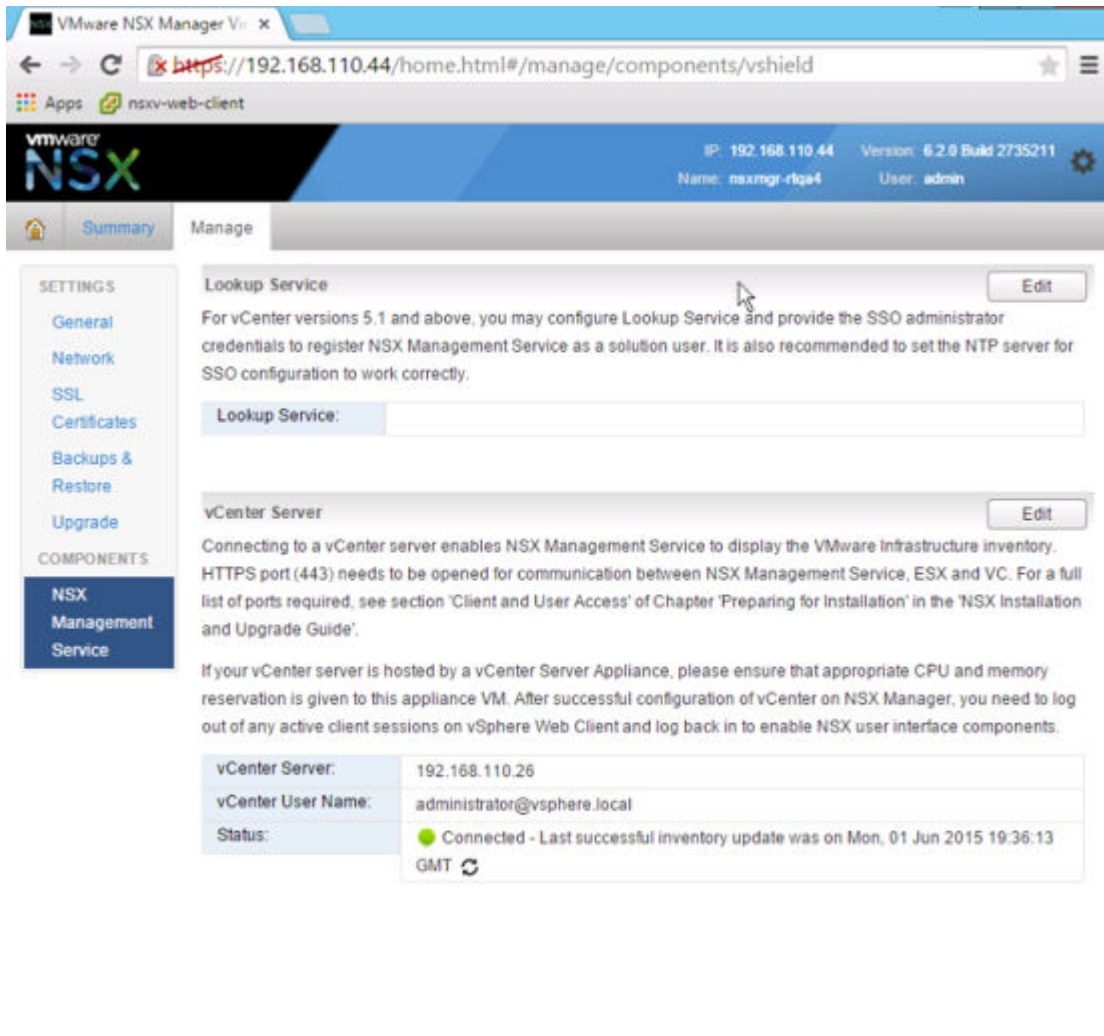 VMware NSX Manager Vir
https://192.168.110.44/home.html#/manage/components/vshield
Apps nsxv-web-client
vmware
NSX
IP: 192.168.110.44 Version: 6.2.0 Build 2735211
Name: nsxmgr-rtqa4 User: admin
Summary Manage
SETTINGS
General
Network
SSL
Certificates
Backups &
Restore
Upgrade
COMPONENTS
NSX
Management
Service
Lookup Service Edit
For vCenter versions 5.1 and above, you may configure Lookup Service and provide the SSO administrator
credentials to register NSX Management Service as a solution user. It is also recommended to set the NTP server for
SSO configuration to work correctly.
Lookup Service:
vCenter Server Edit
Connecting to a vCenter server enables NSX Management Service to display the VMware Infrastructure inventory.
HTTPS port (443) needs to be opened for communication between NSX Management Service, ESX and VC. For a full
list of ports required, see section 'Client and User Access' of Chapter 'Preparing for Installation' in the 'NSX Installation
and Upgrade Guide'.
If your vCenter server is hosted by a vCenter Server Appliance, please ensure that appropriate CPU and memory
reservation is given to this appliance VM. After successful configuration of vCenter on NSX Manager, you need to log
out of any active client sessions on vSphere Web Client and log back in to enable NSX user interface components.
vCenter Server: 192.168.110.26
vCenter User Name: administrator@vsphere.local
Status: Connected - Last successful inventory update was on Mon, 01 Jun 2015 19:36:13
GMT